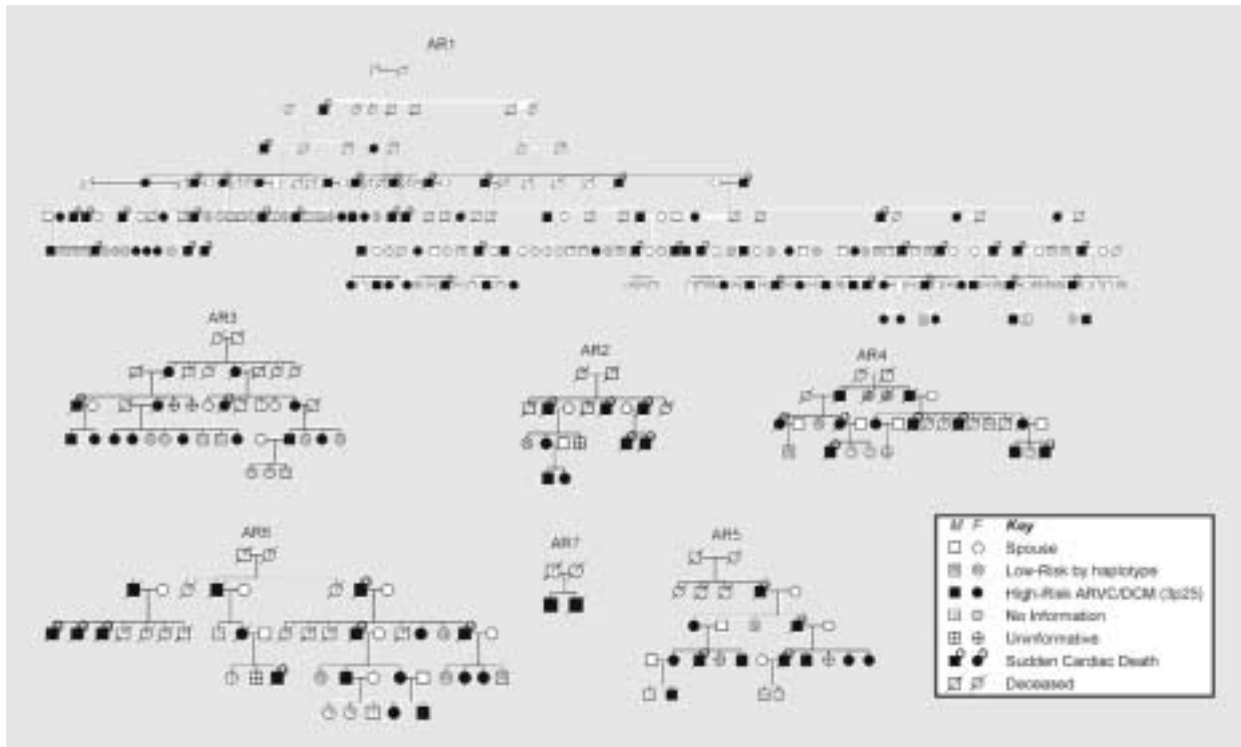 AR1
AR3
AR2
AR4
AR6
AR7
AR5
M F Key
Spouse
Low-Risk by haplotype
High-Risk ARVC/DCM (3p25)
No Information
Uninformative
Sudden Cardiac Death
Deceased